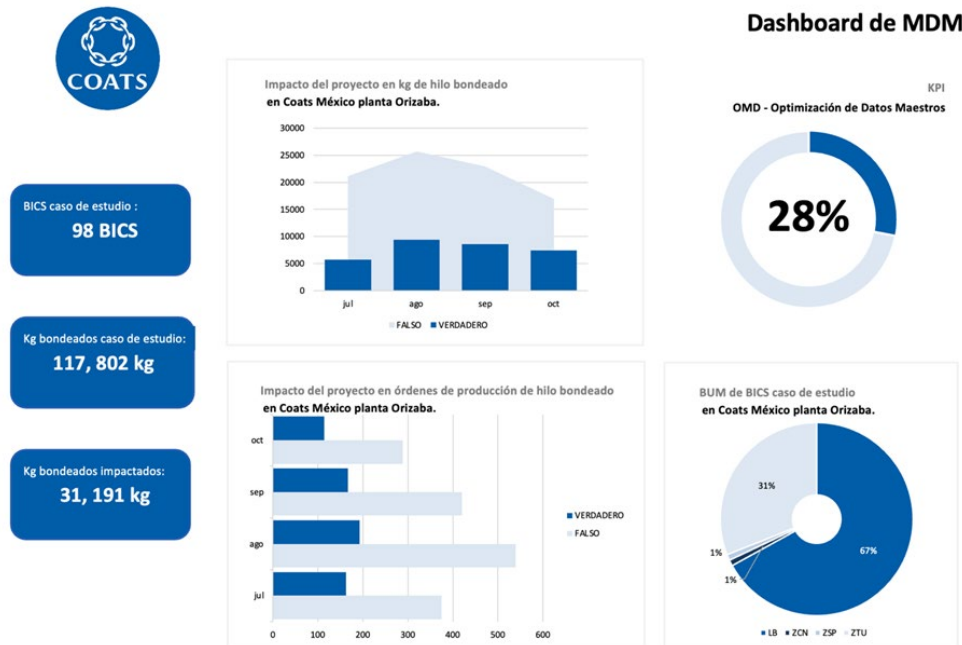 COATS
Dashboard de MDM
BICS caso de estudio :
98 BICS
Kg bondeados caso de estudio:
117, 802 kg
Kg bondeados impactados:
31, 191 kg
Impacto del proyecto en kg de hilo bondeado
en Coats México planta Orizaba.
30000
25000
20000
15000
10000
5000
0
jul ago sep oct
FALSO VERDADERO
KPI
OMD - Optimización de Datos Maestros
28%
Impacto del proyecto en órdenes de producción de hilo bondeado
en Coats México planta Orizaba.
oct
sep
ago
jul
0 100 200 300 400 500 600
VERDADERO
FALSO
BUM de BICS caso de estudio
en Coats México planta Orizaba.
31%
67%
1%
1%
LB ZCN ZSP ZTU